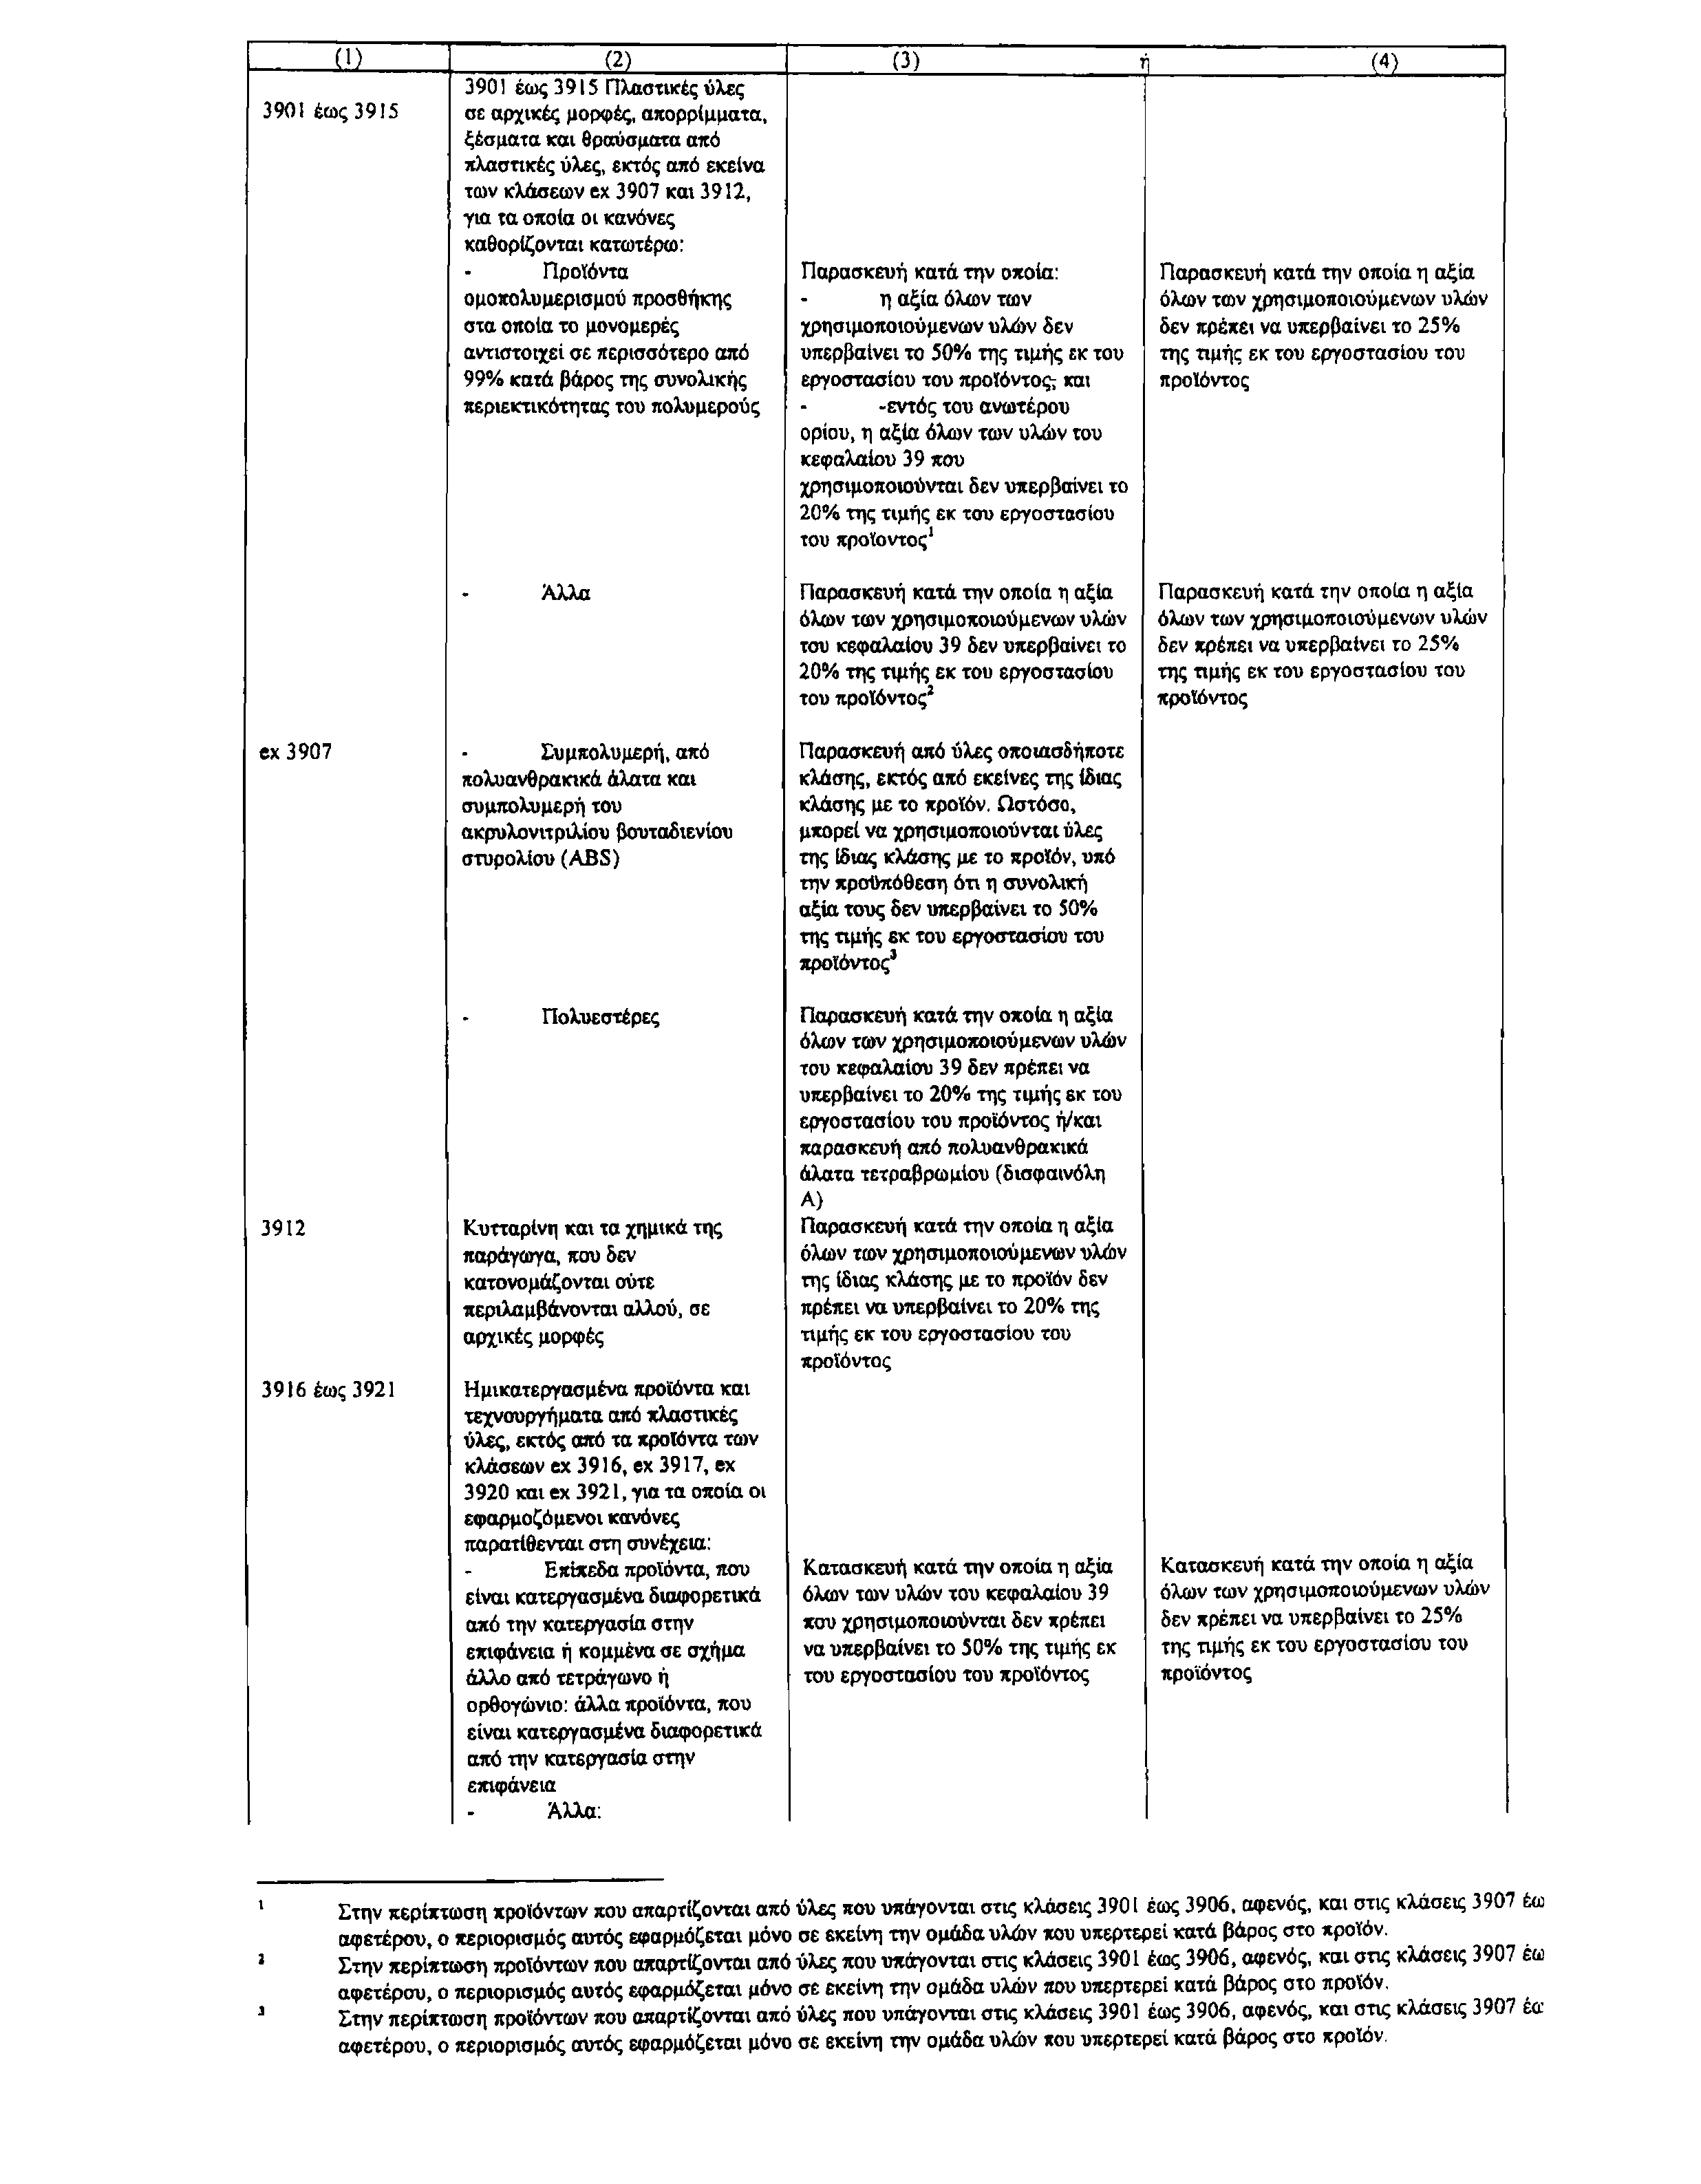 (1) (2) (3) ή (4)
3901 έως 3915
3901 έως 3915 Πλαστικές ύλες
σε αρχικές μορφές, απορρίμματα,
ξέσματα και θραύσματα από
πλαστικές ύλες, εκτός από εκείνα
των κλάσεων ex 3907 και 3912,
για τα οποία οι κανόνες
καθορίζονται κατωτέρω:
- Προϊόντα
ομοπολυμερισμού προσθήκης
στα οποία το μονομερές
αντιστοιχεί σε περισσότερο από
99% κατά βάρος της συνολικής
περιεκτικότητας του πολυμερούς
Παρασκευή κατά την οποία:
- η αξία όλων των
χρησιμοποιούμενων υλών δεν
υπερβαίνει το 50% της τιμής εκ του
εργοστασίου του προϊόντος, και
- -εντός του ανωτέρου
ορίου, η αξία όλων των υλών του
κεφαλαίου 39 που
χρησιμοποιούνται δεν υπερβαίνει το
20% της τιμής εκ του εργοστασίου
του προϊοντος¹
Παρασκευή κατά την οποία η αξία
όλων των χρησιμοποιούμενων υλών
δεν πρέπει να υπερβαίνει το 25%
της τιμής εκ του εργοστασίου του
προϊόντος
- Άλλα
Παρασκευή κατά την οποία η αξία
όλων των χρησιμοποιούμενων υλών
του κεφαλαίου 39 δεν υπερβαίνει το
20% της τιμής εκ του εργοστασίου
του προϊόντος²
Παρασκευή κατά την οποία η αξία
όλων των χρησιμοποιούμενων υλών
δεν πρέπει να υπερβαίνει το 25%
της τιμής εκ του εργοστασίου του
προϊόντος
ex 3907
- Συμπολυμερή, από
πολυανθρακικά άλατα και
συμπολυμερή του
ακρυλονιτριλίου βουταδιενίου
στυρολίου (ABS)
Παρασκευή από ύλες οποιασδήποτε
κλάσης, εκτός από εκείνες της ίδιας
κλάσης με το προϊόν. Ωστόσο,
μπορεί να χρησιμοποιούνται ύλες
της ίδιας κλάσης με το προϊόν, υπό
την προϋπόθεση ότι η συνολική
αξία τους δεν υπερβαίνει το 50%
της τιμής εκ του εργοστασίου του
προϊόντος³
- Πολυεστέρες
Παρασκευή κατά την οποία η αξία
όλων των χρησιμοποιούμενων υλών
του κεφαλαίου 39 δεν πρέπει να
υπερβαίνει το 20% της τιμής εκ του
εργοστασίου του προϊόντος ή/και
παρασκευή από πολυανθρακικά
άλατα τετραβρωμίου (δισφαινόλη
Α)
3912
Κυτταρίνη και τα χημικά της
παράγωγα, που δεν
κατονομάζονται ούτε
περιλαμβάνονται αλλού, σε
αρχικές μορφές
Παρασκευή κατά την οποία η αξία
όλων των χρησιμοποιούμενων υλών
της ίδιας κλάσης με το προϊόν δεν
πρέπει να υπερβαίνει το 20% της
τιμής εκ του εργοστασίου του
προϊόντος
3916 έως 3921
Ημικατεργασμένα προϊόντα και
τεχνουργήματα από πλαστικές
ύλες, εκτός από τα προϊόντα των
κλάσεων ex 3916, ex 3917, ex
3920 και ex 3921, για τα οποία οι
εφαρμοζόμενοι κανόνες
παρατίθενται στη συνέχεια:
- Επίπεδα προϊόντα, που
είναι κατεργασμένα διαφορετικά
από την κατεργασία στην
επιφάνεια ή κομμένα σε σχήμα
άλλο από τετράγωνο ή
ορθογώνιο: άλλα προϊόντα, που
είναι κατεργασμένα διαφορετικά
από την κατεργασία στην
επιφάνεια
Κατασκευή κατά την οποία η αξία
όλων των υλών του κεφαλαίου 39
που χρησιμοποιούνται δεν πρέπει
να υπερβαίνει το 50% της τιμής εκ
του εργοστασίου του προϊόντος
Κατασκευή κατά την οποία η αξία
όλων των χρησιμοποιούμενων υλών
δεν πρέπει να υπερβαίνει το 25%
της τιμής εκ του εργοστασίου του
προϊόντος
- Άλλα:
1 Στην περίπτωση προϊόντων που απαρτίζονται από ύλες που υπάγονται στις κλάσεις 3901 έως 3906, αφενός, και στις κλάσεις 3907 έω
αφετέρου, ο περιορισμός αυτός εφαρμόζεται μόνο σε εκείνη την ομάδα υλών που υπερτερεί κατά βάρος στο προϊόν.
2 Στην περίπτωση προϊόντων που απαρτίζονται από ύλες που υπάγονται στις κλάσεις 3901 έως 3906, αφενός, και στις κλάσεις 3907 έω
αφετέρου, ο περιορισμός αυτός εφαρμόζεται μόνο σε εκείνη την ομάδα υλών που υπερτερεί κατά βάρος στο προϊόν.
3 Στην περίπτωση προϊόντων που απαρτίζονται από ύλες που υπάγονται στις κλάσεις 3901 έως 3906, αφενός, και στις κλάσεις 3907 έω
αφετέρου, ο περιορισμός αυτός εφαρμόζεται μόνο σε εκείνη την ομάδα υλών που υπερτερεί κατά βάρος στο προϊόν.